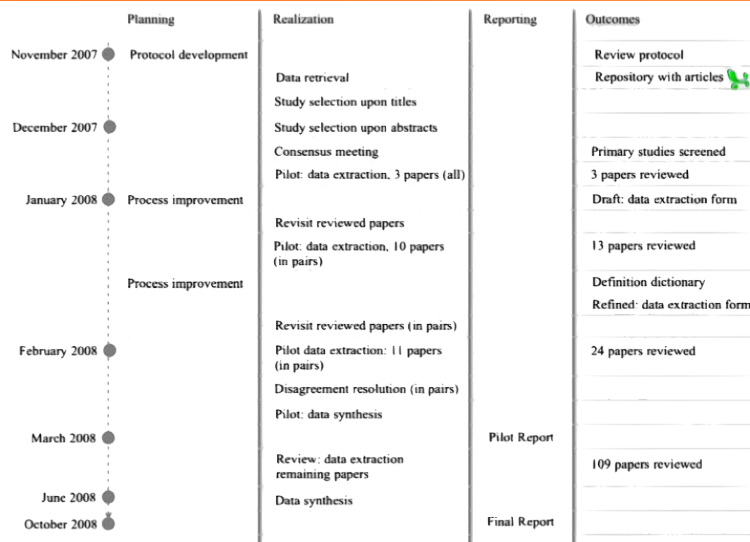 Planning Realization Reporting Outcomes
November 2007 Protocol development Review protocol
Data retrieval Repository with articles
Study selection upon titles
December 2007 Study selection upon abstracts
Consensus meeting Primary studies screened
Pilot: data extraction, 3 papers (all) 3 papers reviewed
January 2008 Process improvement Draft: data extraction form
Revisit reviewed papers
Pilot: data extraction, 10 papers 13 papers reviewed
(in pairs)
Process improvement Definition dictionary
Refined: data extraction form
Revisit reviewed papers (in pairs)
February 2008 Pilot data extraction: 11 papers 24 papers reviewed
(in pairs)
Disagreement resolution (in pairs)
Pilot: data synthesis
March 2008 Pilot Report
Review: data extraction 109 papers reviewed
remaining papers
June 2008 Data synthesis
October 2008 Final Report